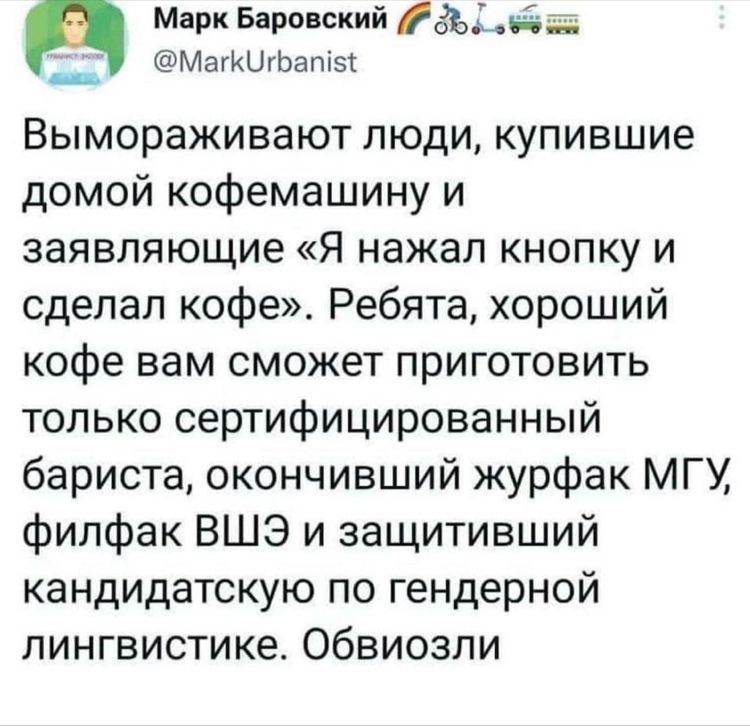 Марк Баровский 🌈🚴🛴🚎🚃
@MarkUrbanist
Вымораживают люди, купившие
домой кофемашину и
заявляющие «Я нажал кнопку и
сделал кофе». Ребята, хороший
кофе вам сможет приготовить
только сертифицированный
бариста, окончивший журфак МГУ,
филфак ВШЭ и защитивший
кандидатскую по гендерной
лингвистике. Обвиозли